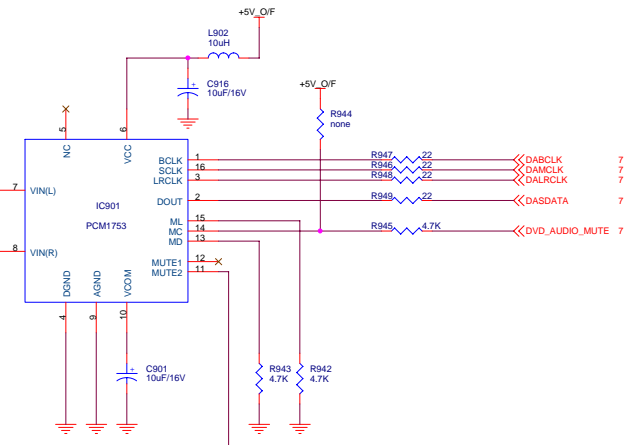 +5V_O/F
L902
10uH
C916
10uF/16V
+5V_O/F
R944
none
5
6
NC
VCC
BCLK 1 R947 22 DABCLK 7
SCLK 16 R946 22 DAMCLK 7
LRCLK 3 R948 22 DALRCLK 7
7 VIN(L)
IC901
DOUT 2 R949 22 DASDATA 7
PCM1753
ML 15
MC 14 R945 4.7K DVD_AUDIO_MUTE 7
MD 13
8 VIN(R)
MUTE1 12
MUTE2 11
DGND
AGND
VCOM
4
9
10
C901
10uF/16V
R943
4.7K
R942
4.7K